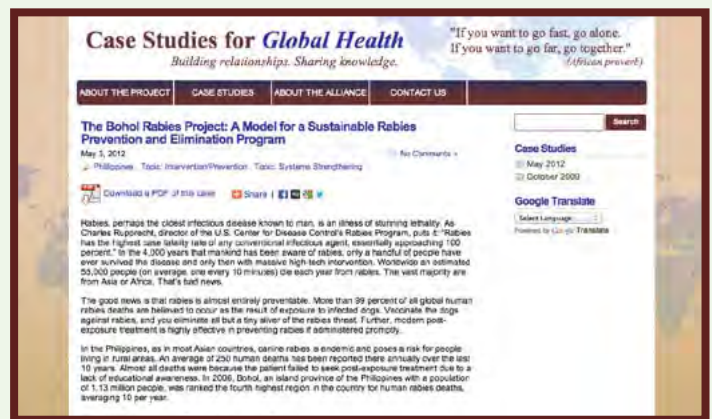 Case Studies for Global Health
Building relationships. Sharing knowledge.
"If you want to go fast, go alone.
If you want to go far, go together."
(African proverb)
ABOUT THE PROJECT
CASE STUDIES
ABOUT THE ALLIANCE
CONTACT US
The Bohol Rabies Project: A Model for a Sustainable Rabies
Prevention and Elimination Program
May 3, 2012
No Comments »
Philippines, Topic: Intervention/Prevention, Topic: Systems Strengthening
Download a PDF of this case
Share
Rabies, perhaps the oldest infectious disease known to man, is an illness of stunning lethality. As
Charles Rupprecht, director of the U.S. Center for Disease Control's Rabies Program, puts it: "Rabies
has the highest case fatality rate of any conventional infectious agent, essentially approaching 100
percent." In the 4,000 years that mankind has been aware of rabies, only a handful of people have
ever survived the disease and only then with massive high-tech intervention. Worldwide an estimated
55,000 people (on average, one every 10 minutes) die each year from rabies. The vast majority are
from Asia or Africa. That's bad news.
The good news is that rabies is almost entirely preventable. More than 99 percent of all global human
rabies deaths are believed to occur as the result of exposure to infected dogs. Vaccinate the dogs
against rabies, and you eliminate all but a tiny sliver of the rabies threat. Further, modern post-
exposure treatment is highly effective in preventing rabies if administered promptly.
In the Philippines, as in most Asian countries, canine rabies is endemic and poses a risk for people
living in rural areas. An average of 250 human deaths has been reported there annually over the last
10 years. Almost all deaths were because the patient failed to seek post-exposure treatment due to a
lack of educational awareness. In 2006, Bohol, an island province of the Philippines with a population
of 1.13 million people, was ranked the fourth highest region in the country for human rabies deaths,
averaging 10 per year.
Search
Case Studies
May 2012
October 2009
Google Translate
Select Language
Powered by Google Translate